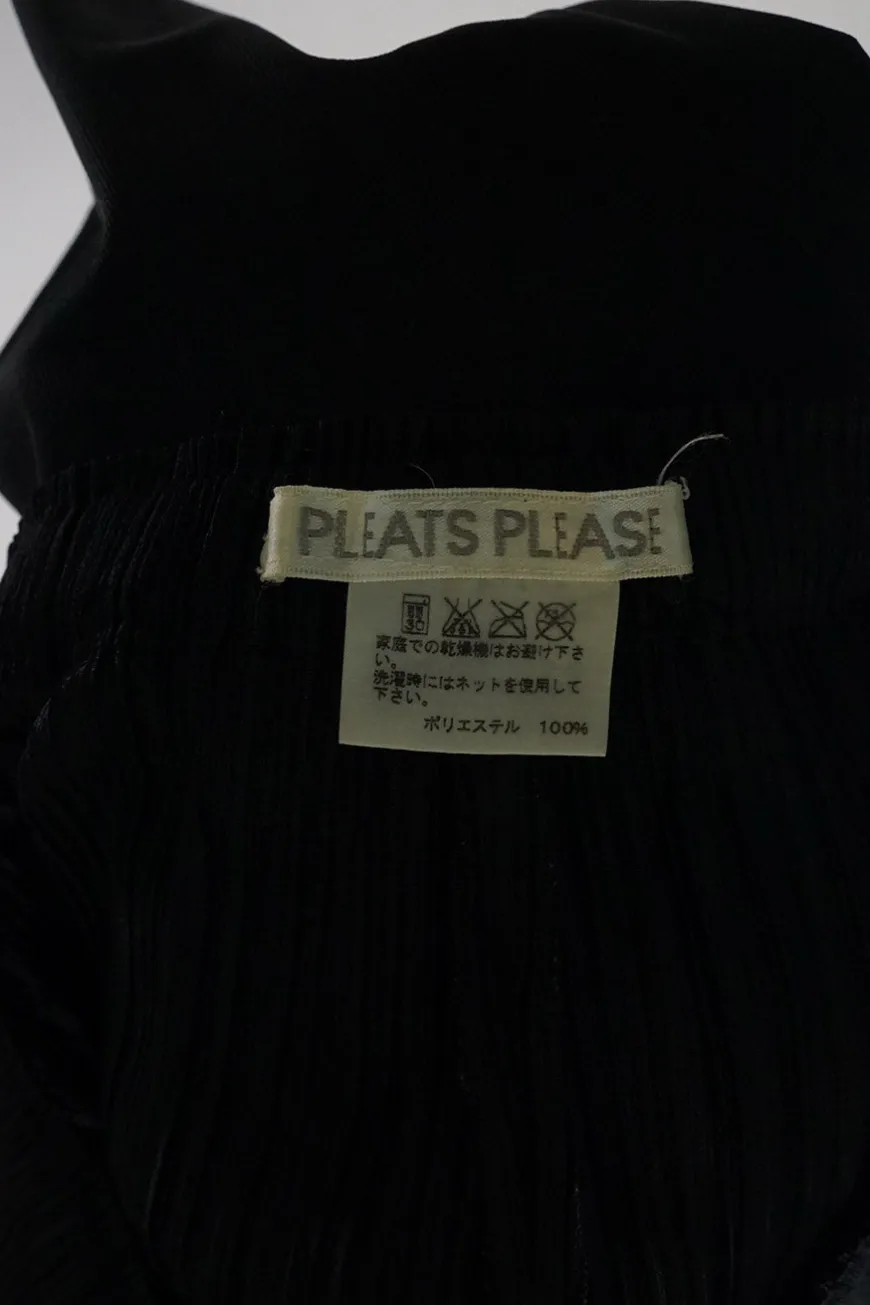 PLEATS PLEASE
30
家庭での乾燥機はお避け下さ
い。
洗濯時にはネットを使用して
下さい。
ポリエステル 100%